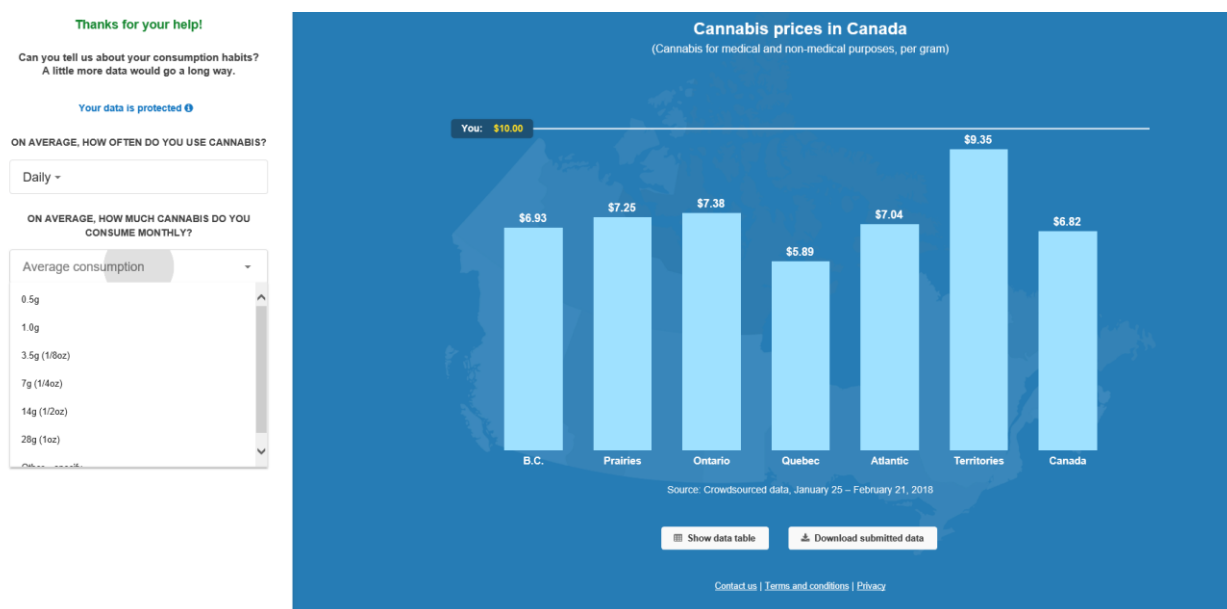 Thanks for your help!
Can you tell us about your consumption habits?
A little more data would go a long way.
Your data is protected
ON AVERAGE, HOW OFTEN DO YOU USE CANNABIS?
Daily
ON AVERAGE, HOW MUCH CANNABIS DO YOU
CONSUME MONTHLY?
Average consumption
0.5g
1.0g
3.5g (1/8oz)
7g (1/4oz)
14g (1/2oz)
28g (1oz)
Other - specify
Cannabis prices in Canada
(Cannabis for medical and non-medical purposes, per gram)
You: $10.00
$6.93
$7.25
$7.38
$5.89
$7.04
$9.35
$6.82
B.C.
Prairies
Ontario
Quebec
Atlantic
Territories
Canada
Source: Crowdsourced data, January 25 – February 21, 2018
Show data table
Download submitted data
Contact us | Terms and conditions | Privacy